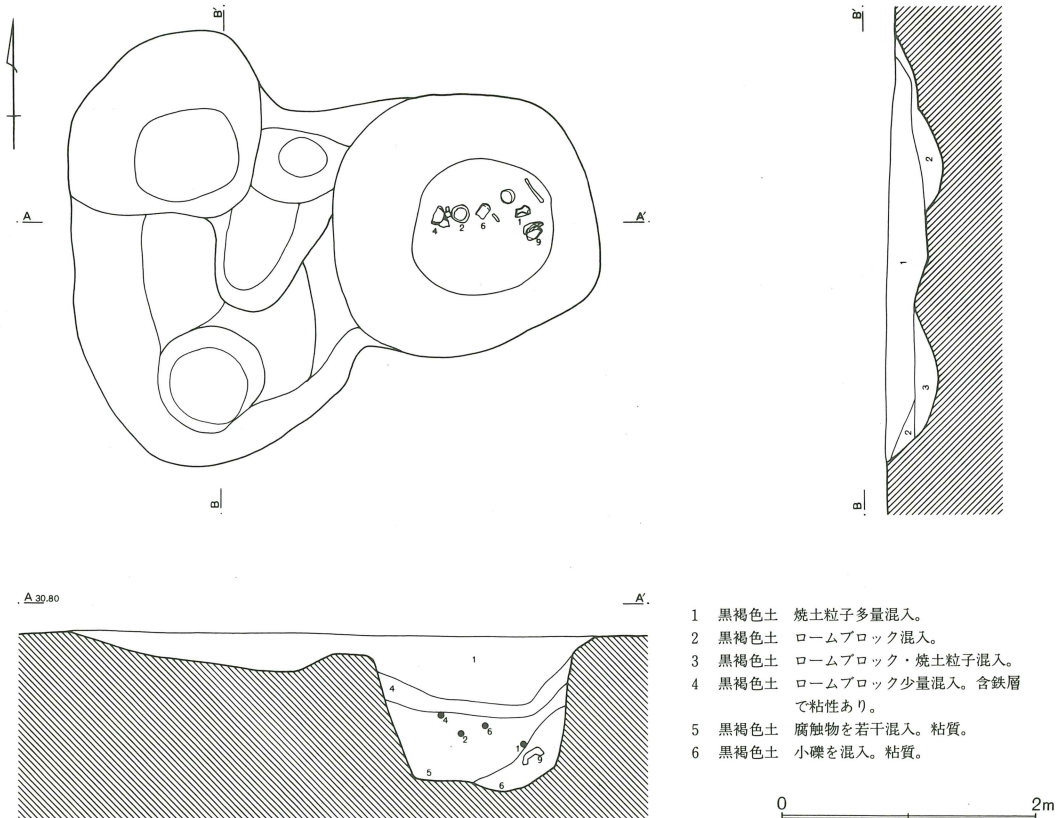 B′
B′
A
A′
4
2
6
1
9
2
1
3
2
B
B
A 30.80
A′
1
4
4
6
2
1
9
5
6
1 黒褐色土 焼土粒子多量混入。
2 黒褐色土 ロームブロック混入。
3 黒褐色土 ロームブロック・焼土粒子混入。
4 黒褐色土 ロームブロック少量混入。含鉄層
で粘性あり。
5 黒褐色土 腐触物を若干混入。粘質。
6 黒褐色土 小礫を混入。粘質。
0 2m